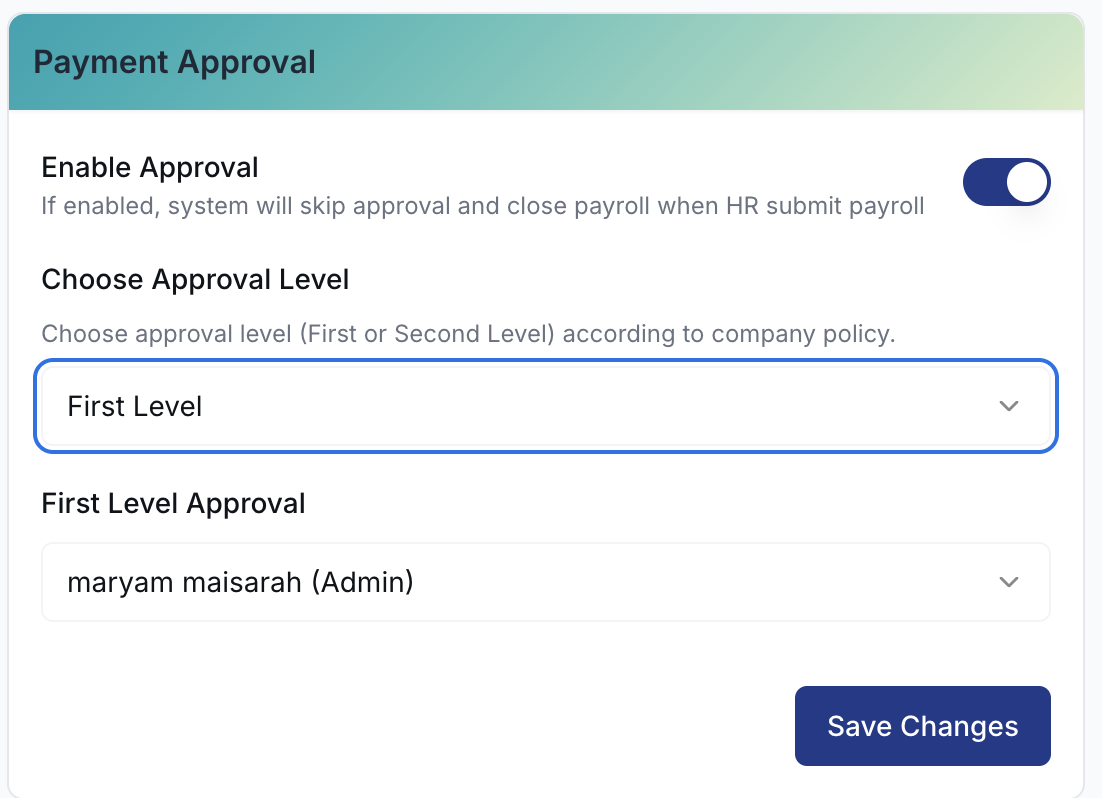 Payment Approval
Enable Approval
If enabled, system will skip approval and close payroll when HR submit payroll
Choose Approval Level
Choose approval level (First or Second Level) according to company policy.
First Level
First Level Approval
maryam maisarah (Admin)
Save Changes